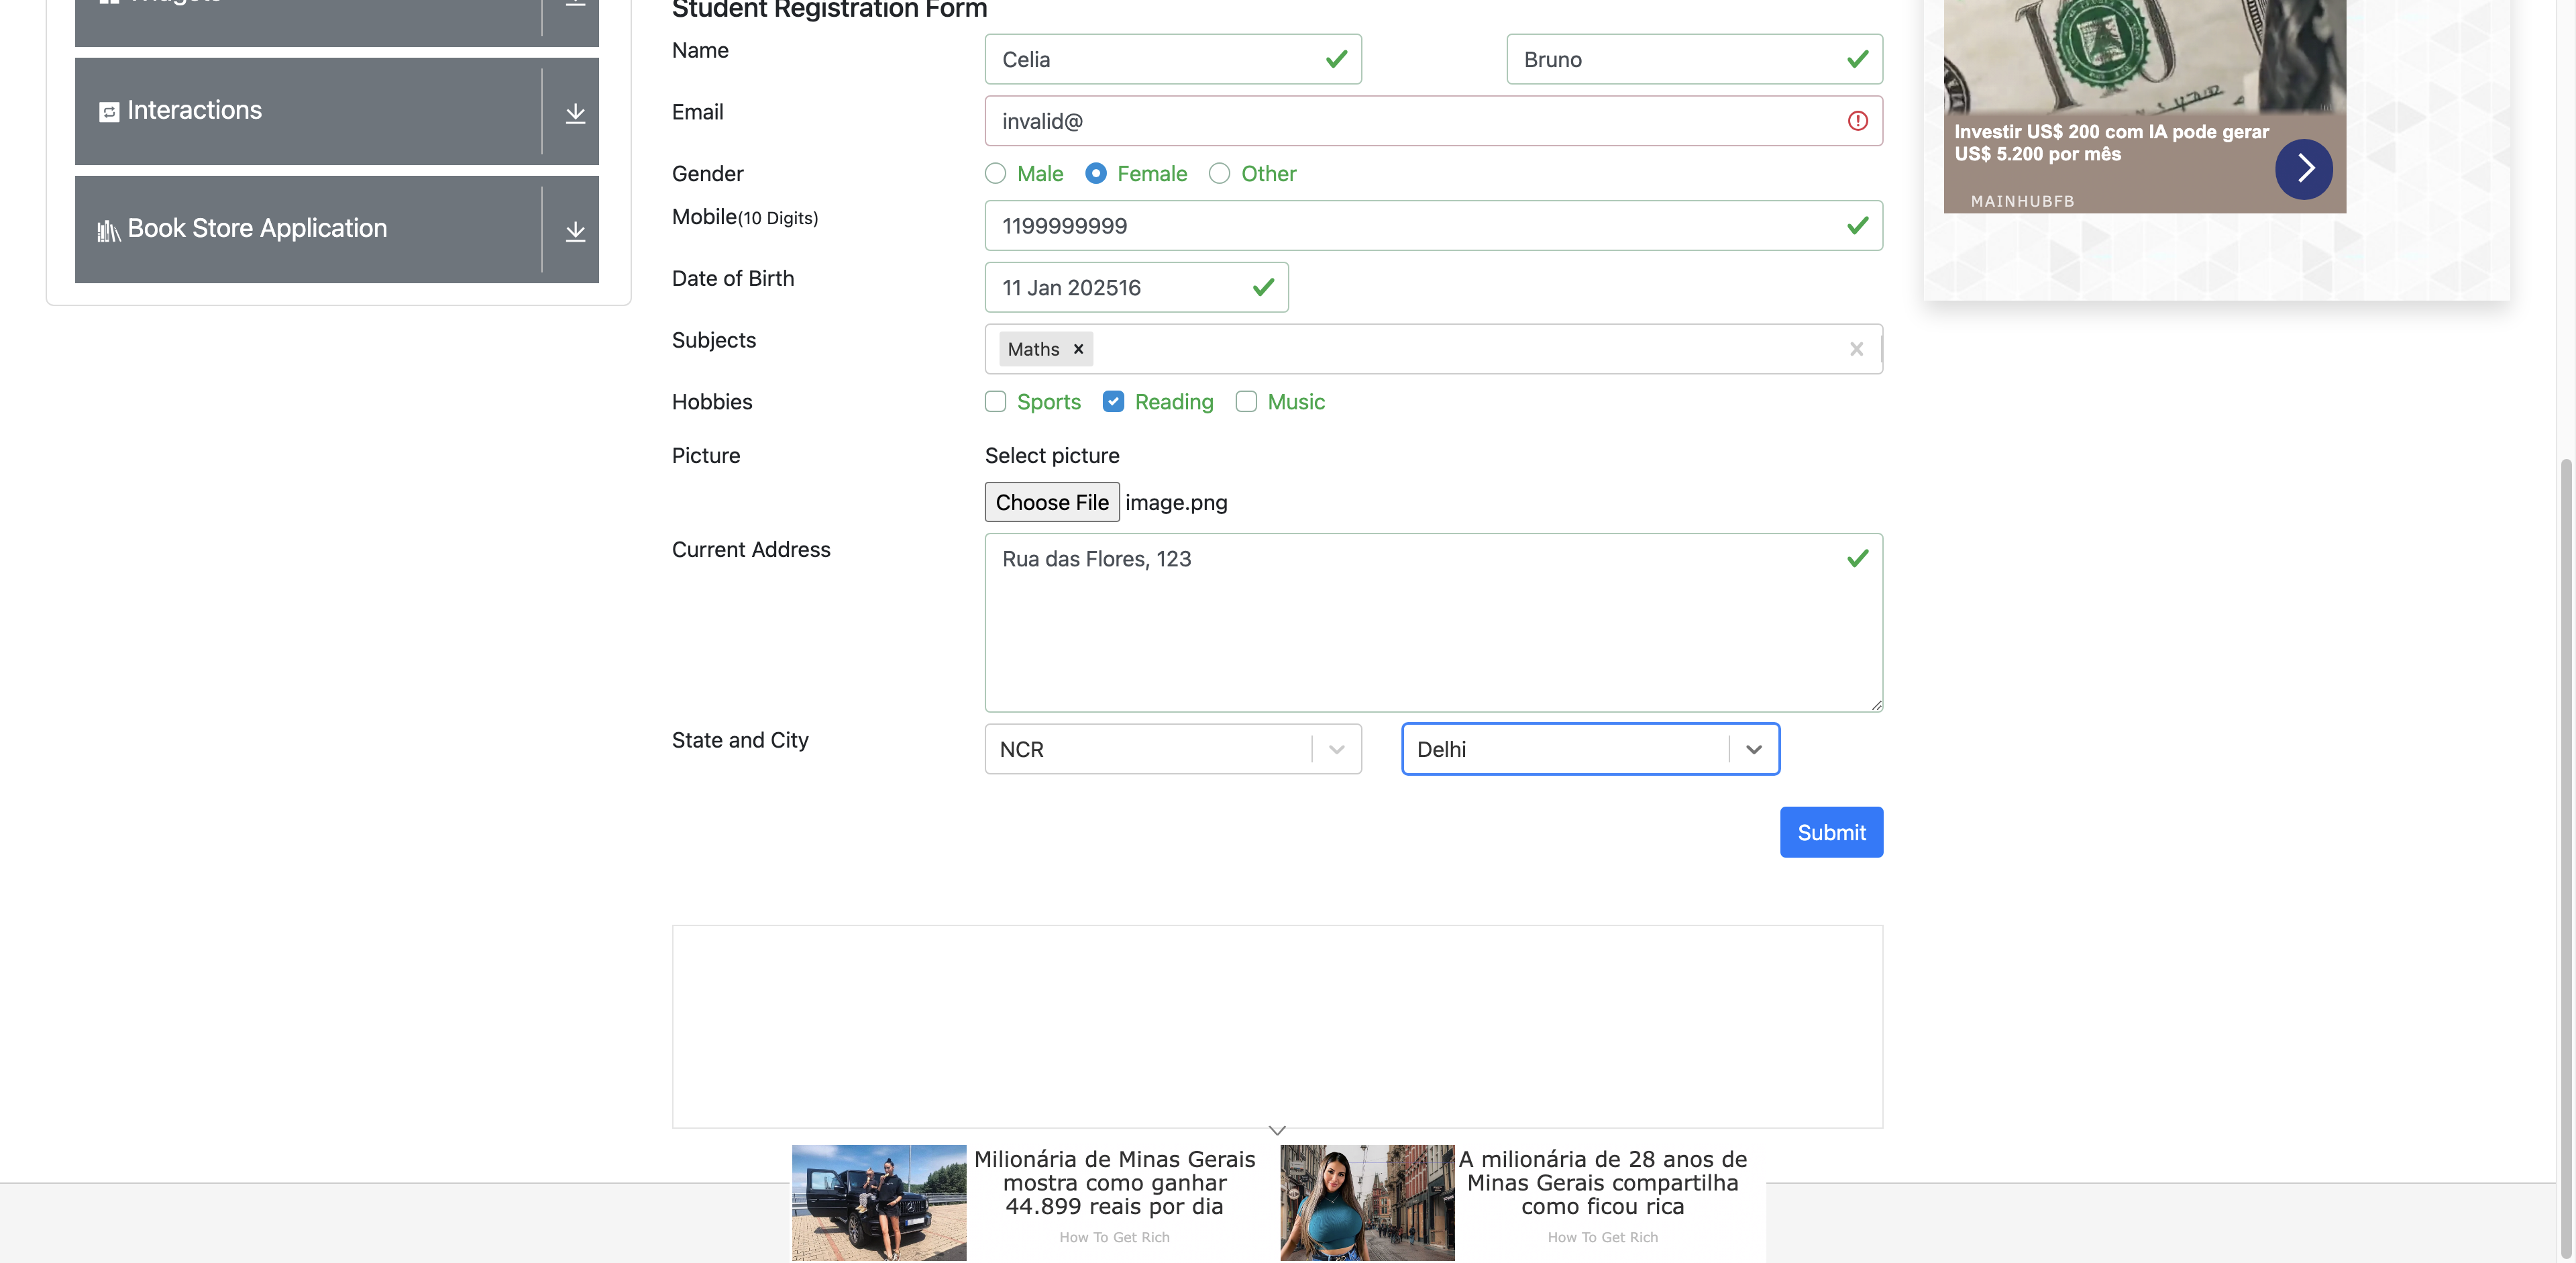 Student Registration Form
Interactions
Book Store Application
Name
Celia
Bruno
Email
invalid@
Gender
Male
Female
Other
Mobile(10 Digits)
1199999999
Date of Birth
11 Jan 202516
Subjects
Maths
Hobbies
Sports
Reading
Music
Picture
Select picture
Choose File image.png
Current Address
Rua das Flores, 123
State and City
NCR
Delhi
Submit
Investir US$ 200 com IA pode gerar
US$ 5.200 por mês
MAINHUBFB
Milionária de Minas Gerais
mostra como ganhar
44.899 reais por dia
How To Get Rich
A milionária de 28 anos de
Minas Gerais compartilha
como ficou rica
How To Get Rich